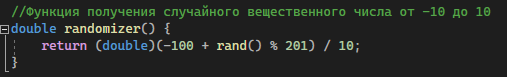 //Функция получения случайного вещественного числа от -10 до 10
double randomizer() {
    return (double)(-100 + rand() % 201) / 10;
}